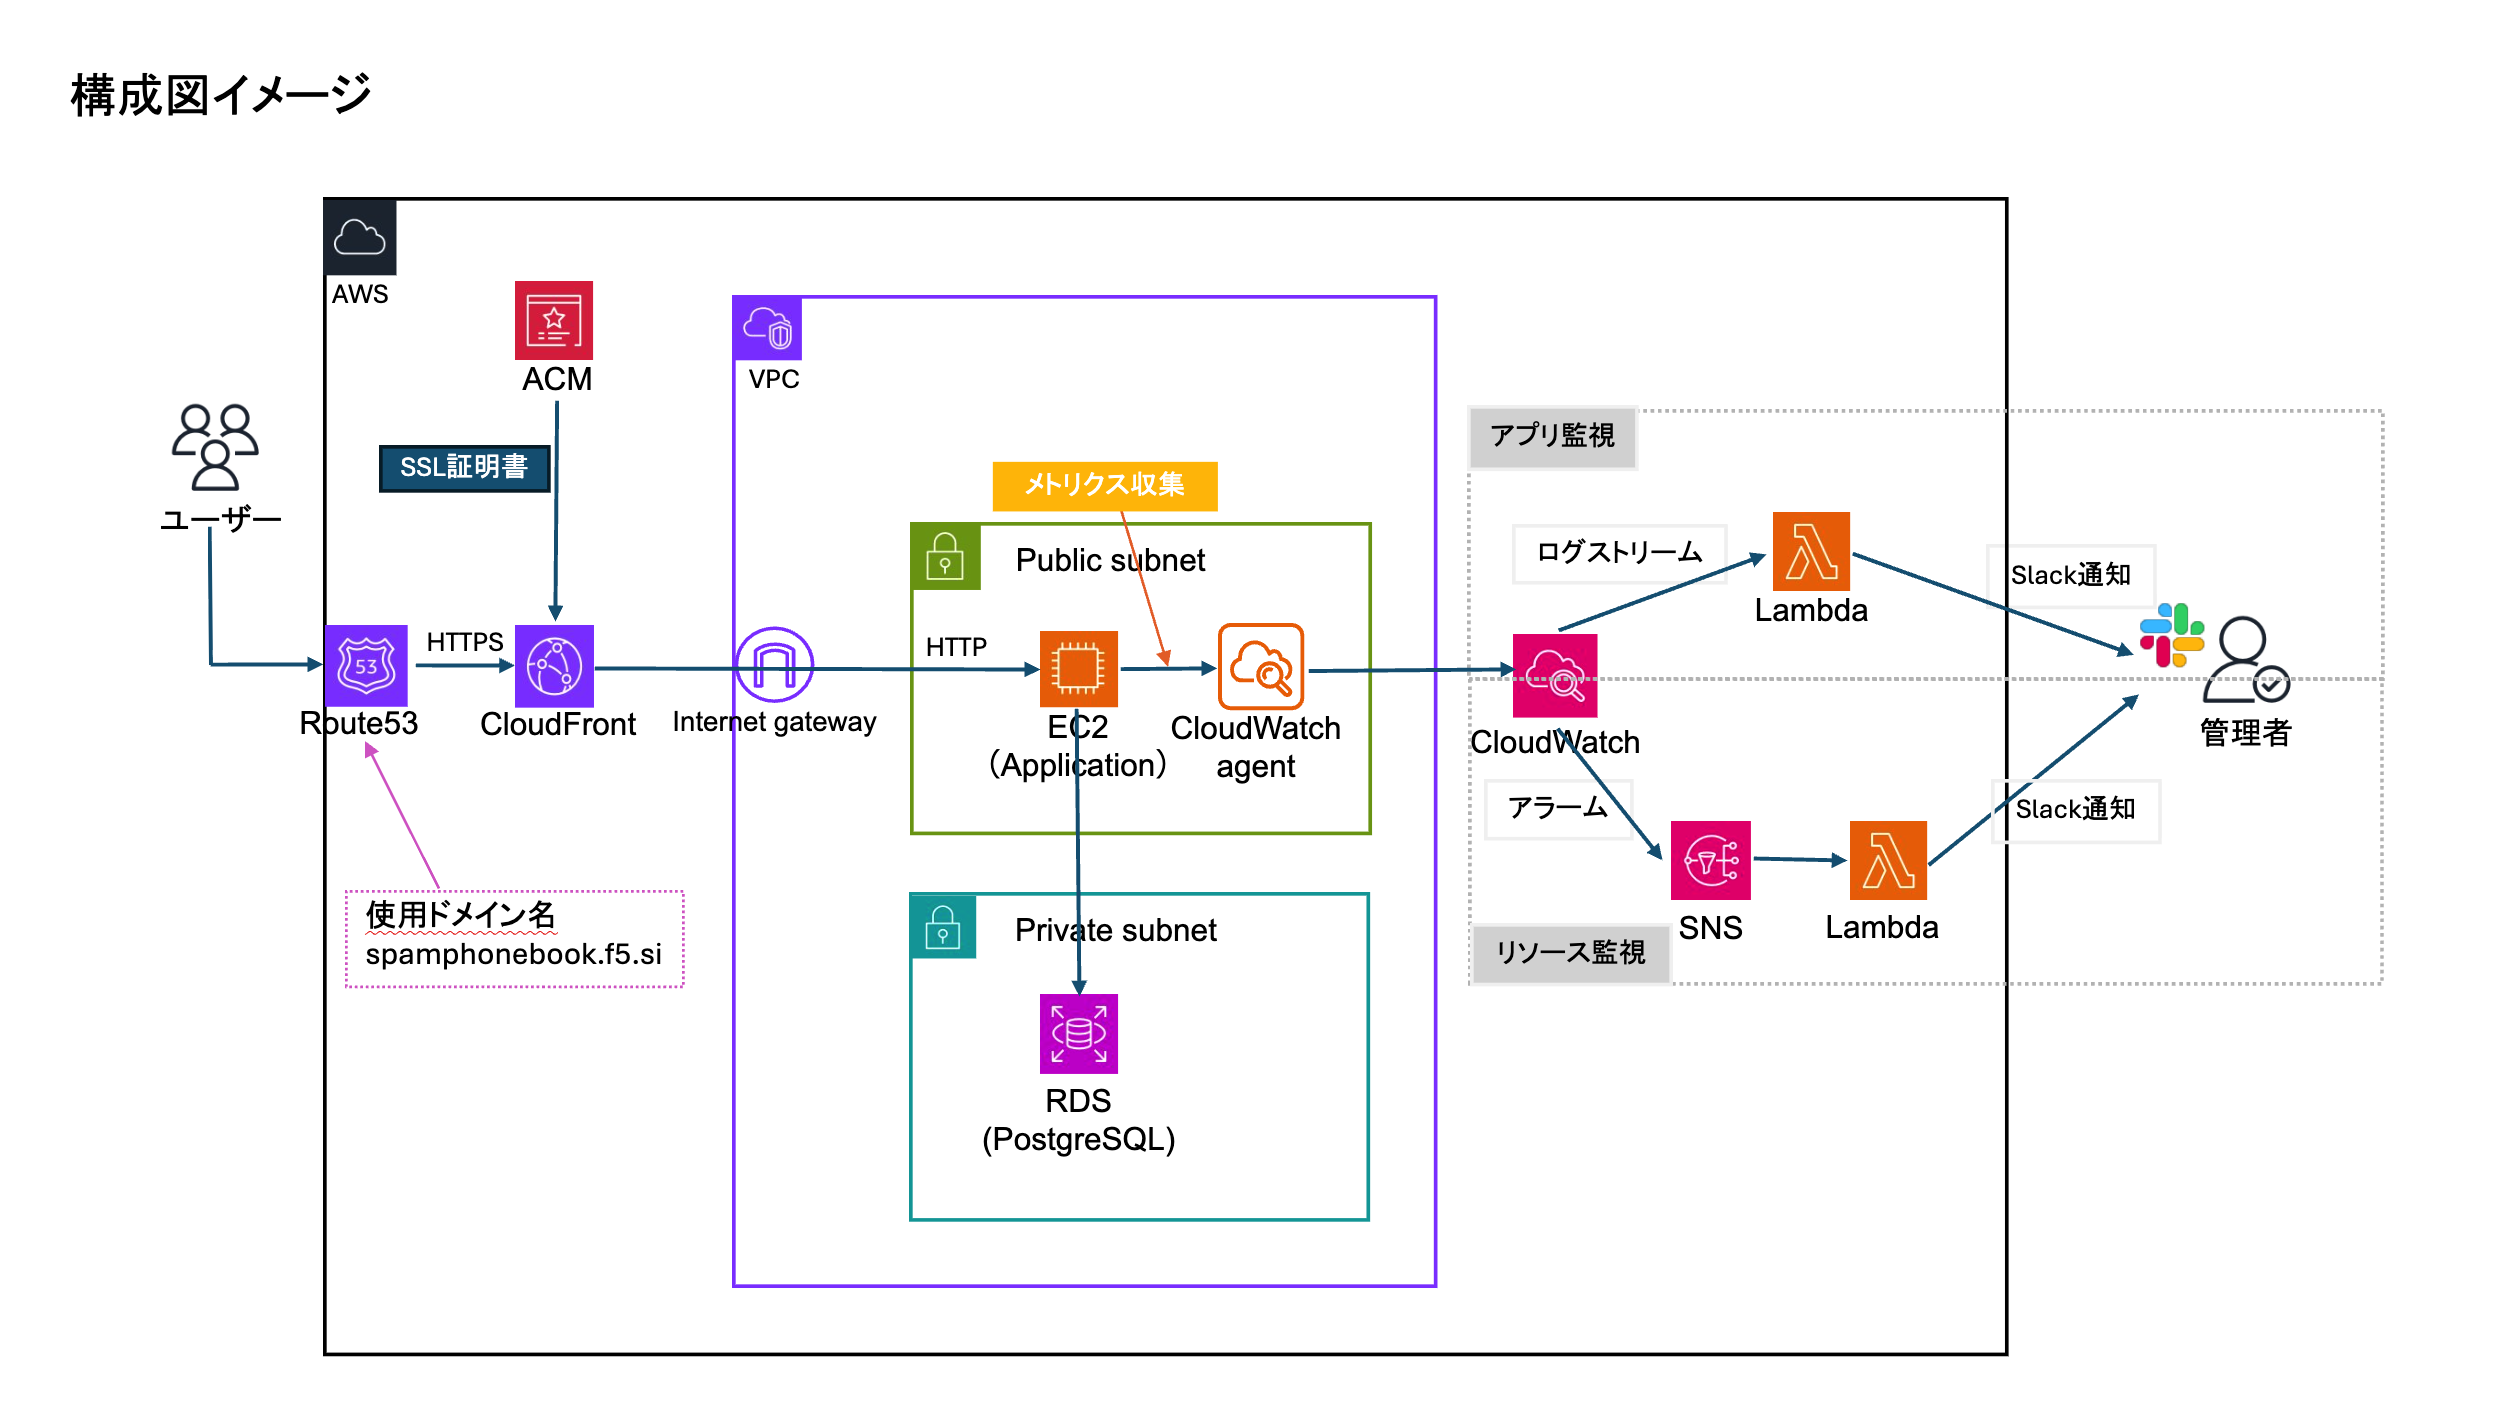 構成図イメージ
AWS
ACM
VPC
SSL証明書
アプリ監視
メトリクス収集
ユーザー
Public subnet
ログストリーム
Lambda
Slack通知
53
HTTPS
HTTP
Route53
CloudFront
Internet gateway
EC2
（Application）
CloudWatch
agent
CloudWatch
管理者
アラーム
Slack通知
使用ドメイン名
spamphonebook.f5.si
Private subnet
SNS
Lambda
リソース監視
RDS
(PostgreSQL)